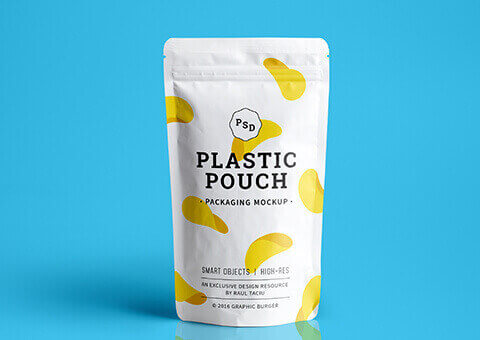 PSD
PLASTIC
POUCH
· PACKAGING MOCKUP ·
SMART OBJECTS | HIGH-RES
AN EXCLUSIVE DESIGN RESOURCE
BY RAUL TACIU
© 2016 GRAPHIC BURGER